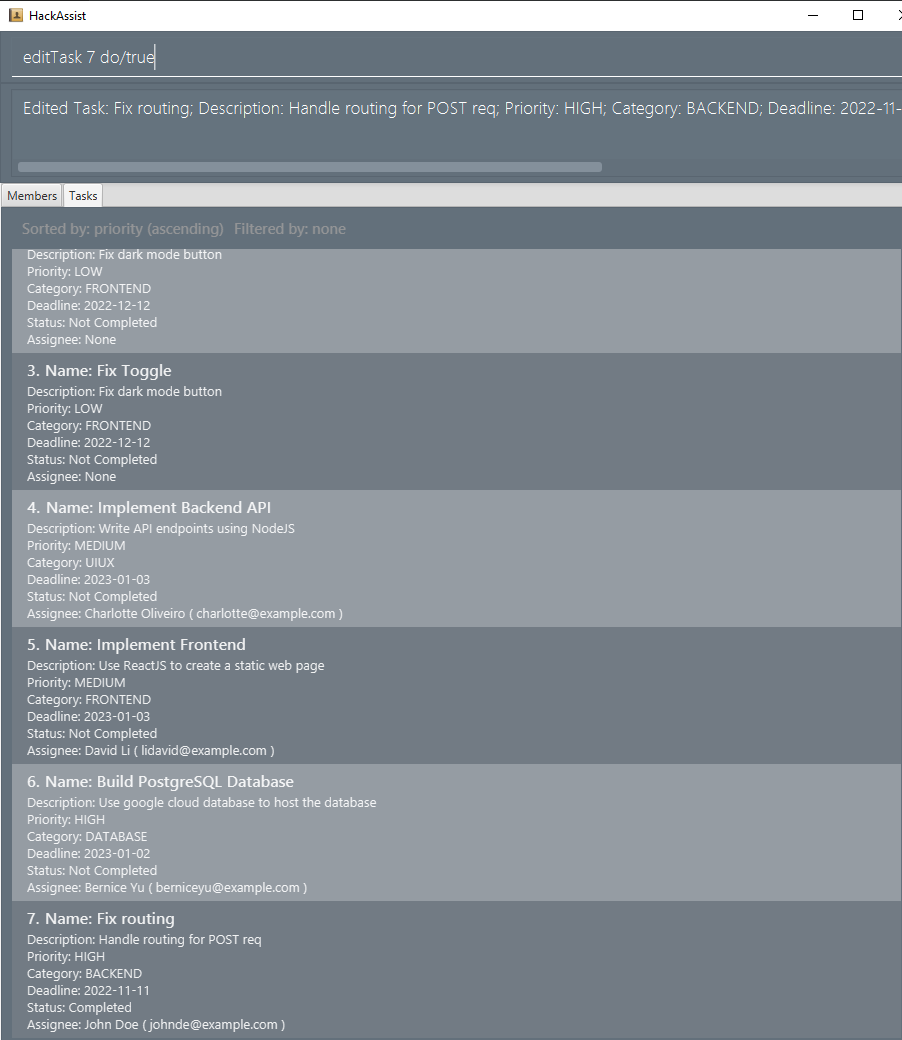 HackAssist
editTask 7 do/true
Edited Task: Fix routing; Description: Handle routing for POST req; Priority: HIGH; Category: BACKEND; Deadline: 2022-11-
Members Tasks
Sorted by: priority (ascending) Filtered by: none
Description: Fix dark mode button
Priority: LOW
Category: FRONTEND
Deadline: 2022-12-12
Status: Not Completed
Assignee: None
3. Name: Fix Toggle
Description: Fix dark mode button
Priority: LOW
Category: FRONTEND
Deadline: 2022-12-12
Status: Not Completed
Assignee: None
4. Name: Implement Backend API
Description: Write API endpoints using NodeJS
Priority: MEDIUM
Category: UIUX
Deadline: 2023-01-03
Status: Not Completed
Assignee: Charlotte Oliveiro ( charlotte@example.com )
5. Name: Implement Frontend
Description: Use ReactJS to create a static web page
Priority: MEDIUM
Category: FRONTEND
Deadline: 2023-01-03
Status: Not Completed
Assignee: David Li ( lidavid@example.com )
6. Name: Build PostgreSQL Database
Description: Use google cloud database to host the database
Priority: HIGH
Category: DATABASE
Deadline: 2023-01-02
Status: Not Completed
Assignee: Bernice Yu ( berniceyu@example.com )
7. Name: Fix routing
Description: Handle routing for POST req
Priority: HIGH
Category: BACKEND
Deadline: 2022-11-11
Status: Completed
Assignee: John Doe ( johnde@example.com )